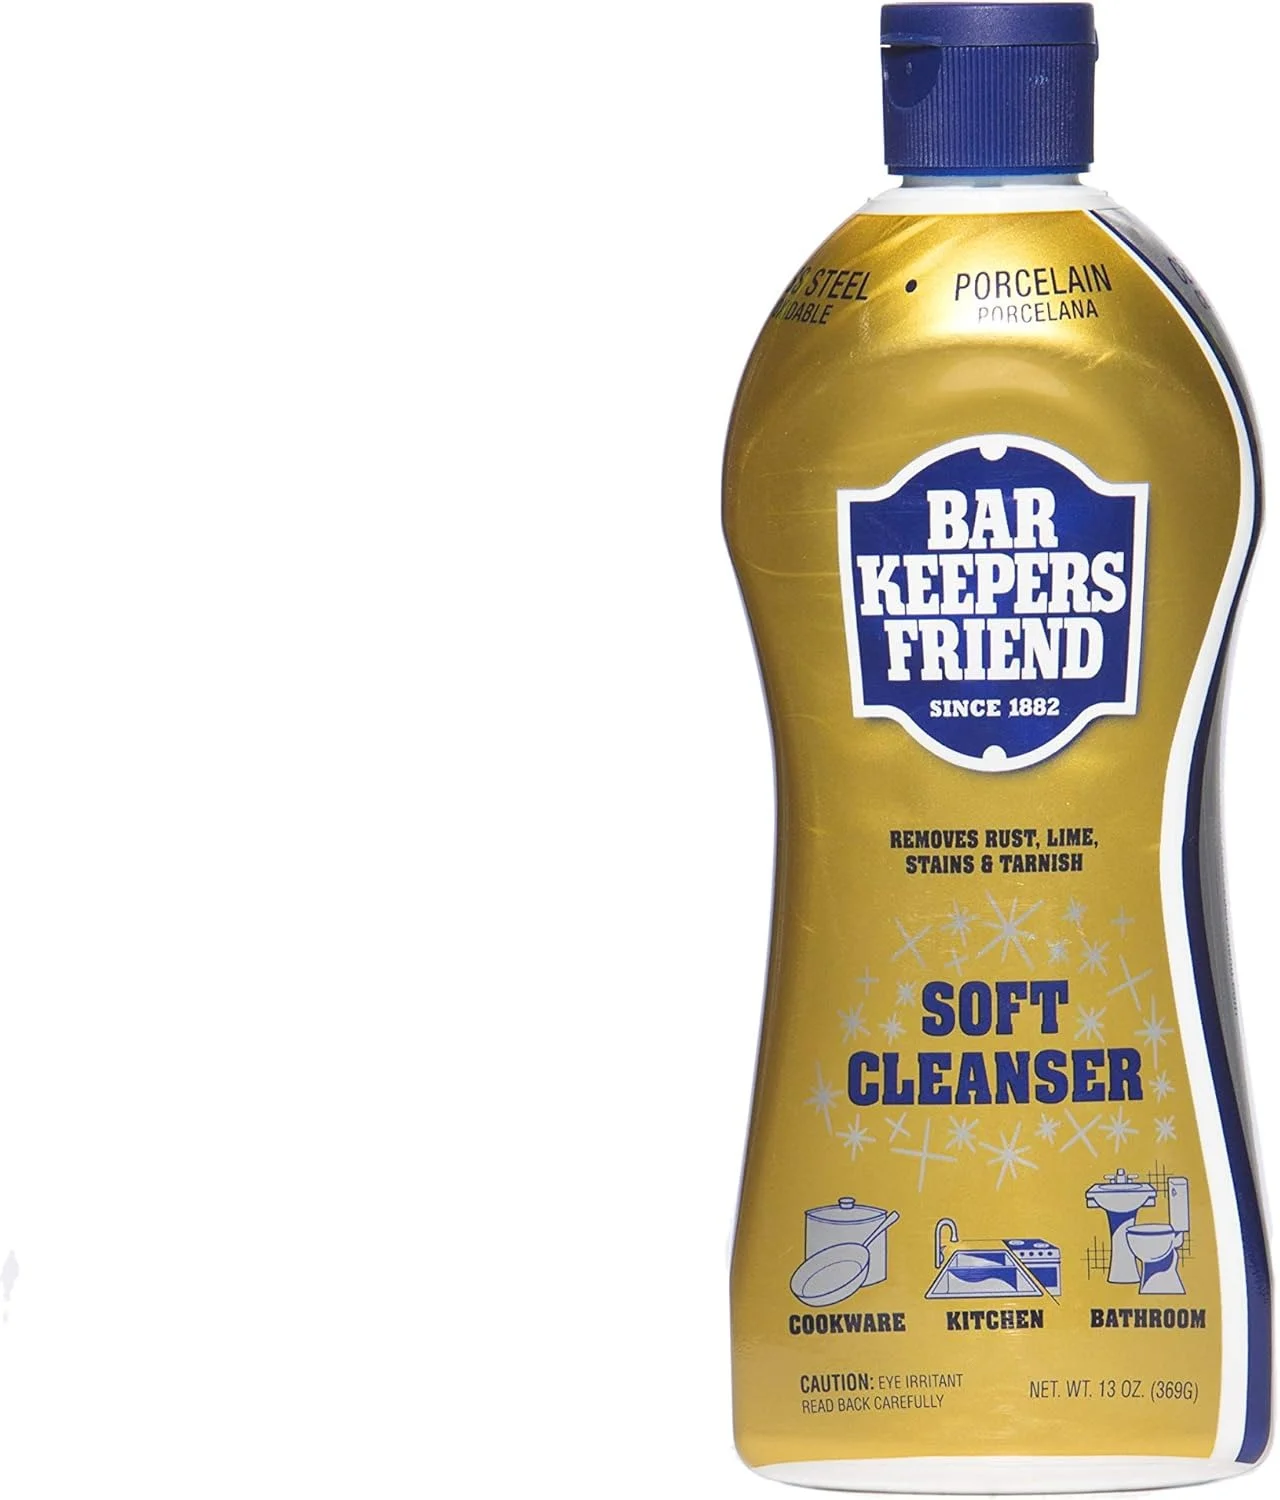 STEEL • PORCELAIN
PORCELANA
BAR
KEEPERS
FRIEND
SINCE 1882
REMOVES RUST, LIME,
STAINS & TARNISH
SOFT
CLEANSER
COOKWARE KITCHEN BATHROOM
CAUTION: EYE IRRITANT
READ BACK CAREFULLY
NET. WT. 13 OZ. (369G)